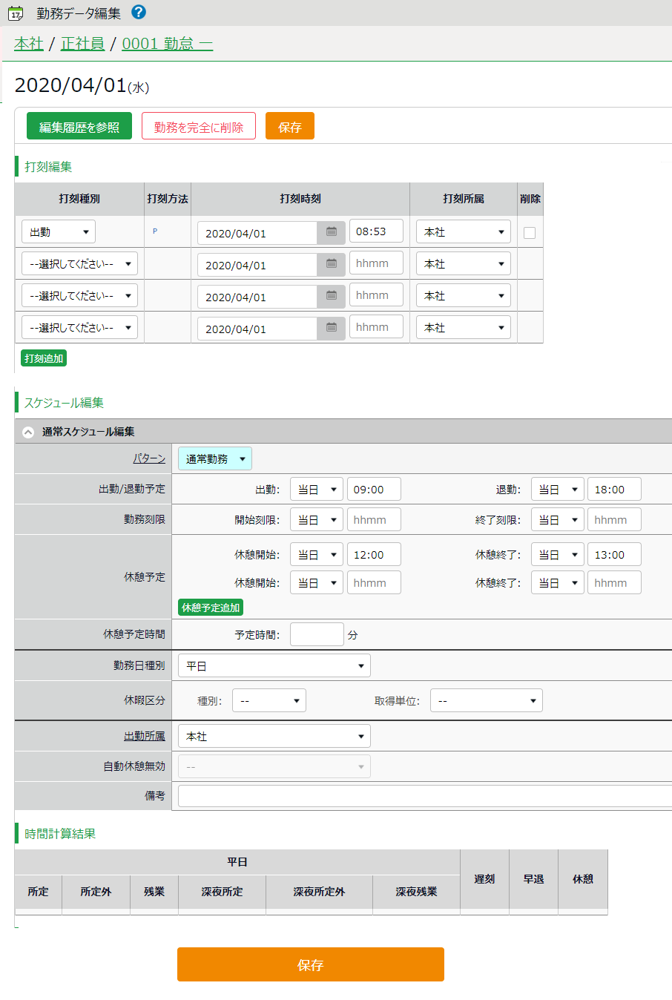 17 勤務データ編集 ?
本社 / 正社員 / 0001 勤怠 一
2020/04/01(水)
編集履歴を参照 勤務を完全に削除 保存
打刻編集
打刻種別 打刻方法 打刻時刻 打刻所属 削除
出勤 P 2020/04/01 08:53 本社
--選択してください-- 2020/04/01 hhmm 本社
--選択してください-- 2020/04/01 hhmm 本社
--選択してください-- 2020/04/01 hhmm 本社
打刻追加
スケジュール編集
通常スケジュール編集
パターン 通常勤務
出勤/退勤予定 出勤: 当日 09:00 退勤: 当日 18:00
勤務刻限 開始刻限: 当日 hhmm 終了刻限: 当日 hhmm
休憩予定 休憩開始: 当日 12:00 休憩終了: 当日 13:00
休憩開始: 当日 hhmm 休憩終了: 当日 hhmm
休憩予定追加
休憩予定時間 予定時間: 分
勤務日種別 平日
休暇区分 種別: -- 取得単位: --
出勤所属 本社
自動休憩無効 --
備考
時間計算結果
平日 遅刻 早退 休憩
所定 所定外 残業 深夜所定 深夜所定外 深夜残業
保存